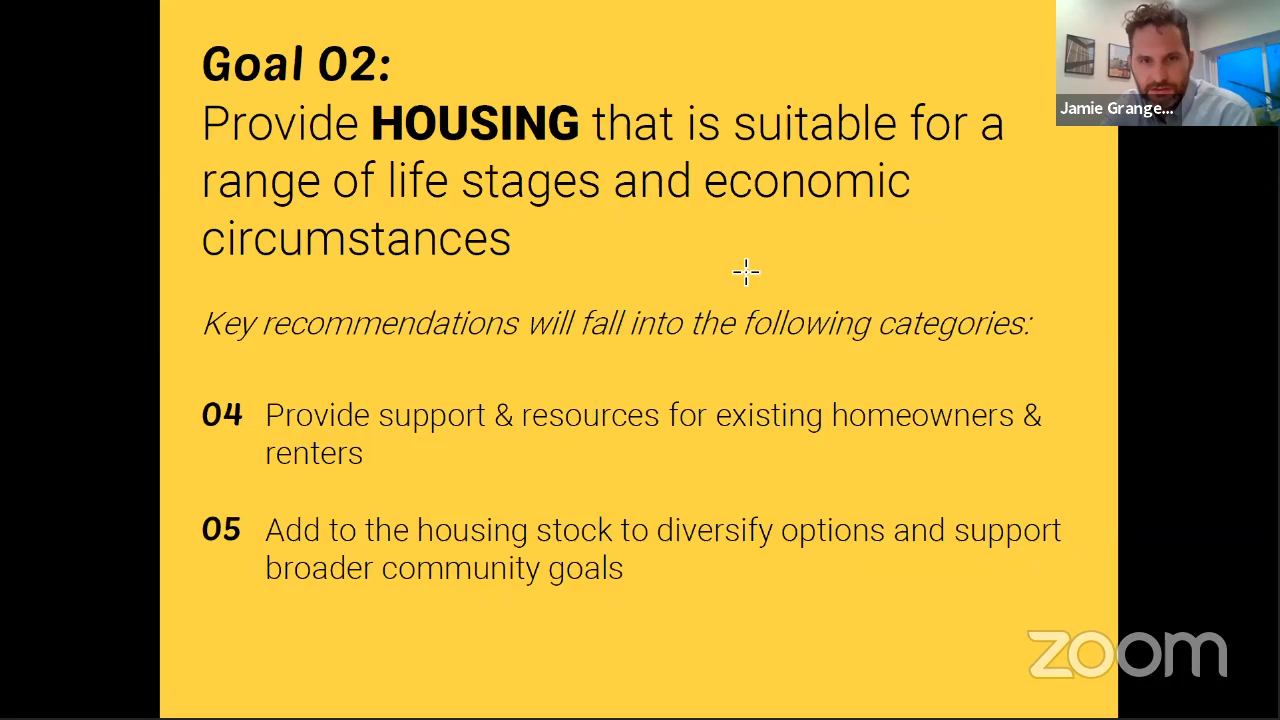 Goal 02:
Provide HOUSING that is suitable for a
range of life stages and economic
circumstances
Key recommendations will fall into the following categories:
04 Provide support & resources for existing homeowners &
renters
05 Add to the housing stock to diversify options and support
broader community goals
Jamie Grange...
zoom